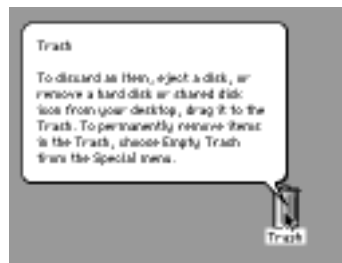 Trash
To discard an item, eject a disk, or
remove a hard disk or shared disk
icon from your desktop, drag it to the
Trash. To permanently remove items
in the Trash, choose Empty Trash
from the Special menu.
Trash